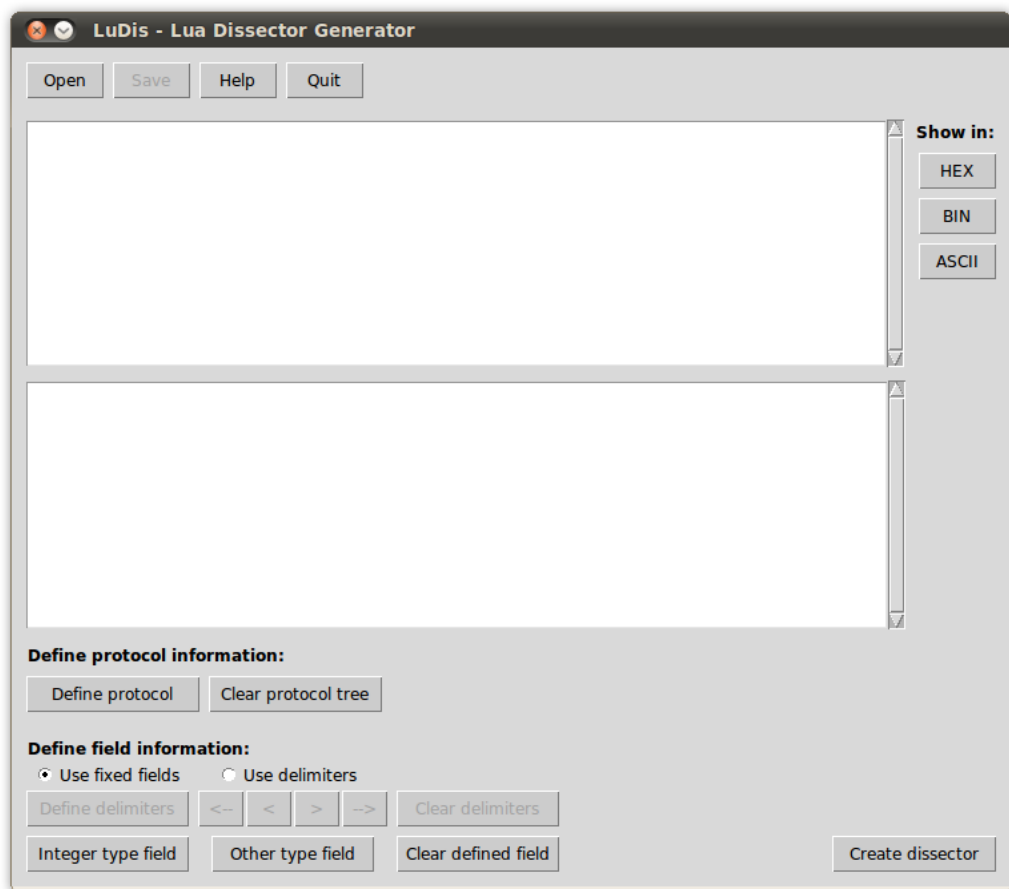 LuDis - Lua Dissector Generator
Open Save Help Quit
Show in:
HEX
BIN
ASCII
Define protocol information:
Define protocol Clear protocol tree
Define field information:
Use fixed fields Use delimiters
Define delimiters <-- < > --> Clear delimiters
Integer type field Other type field Clear defined field Create dissector